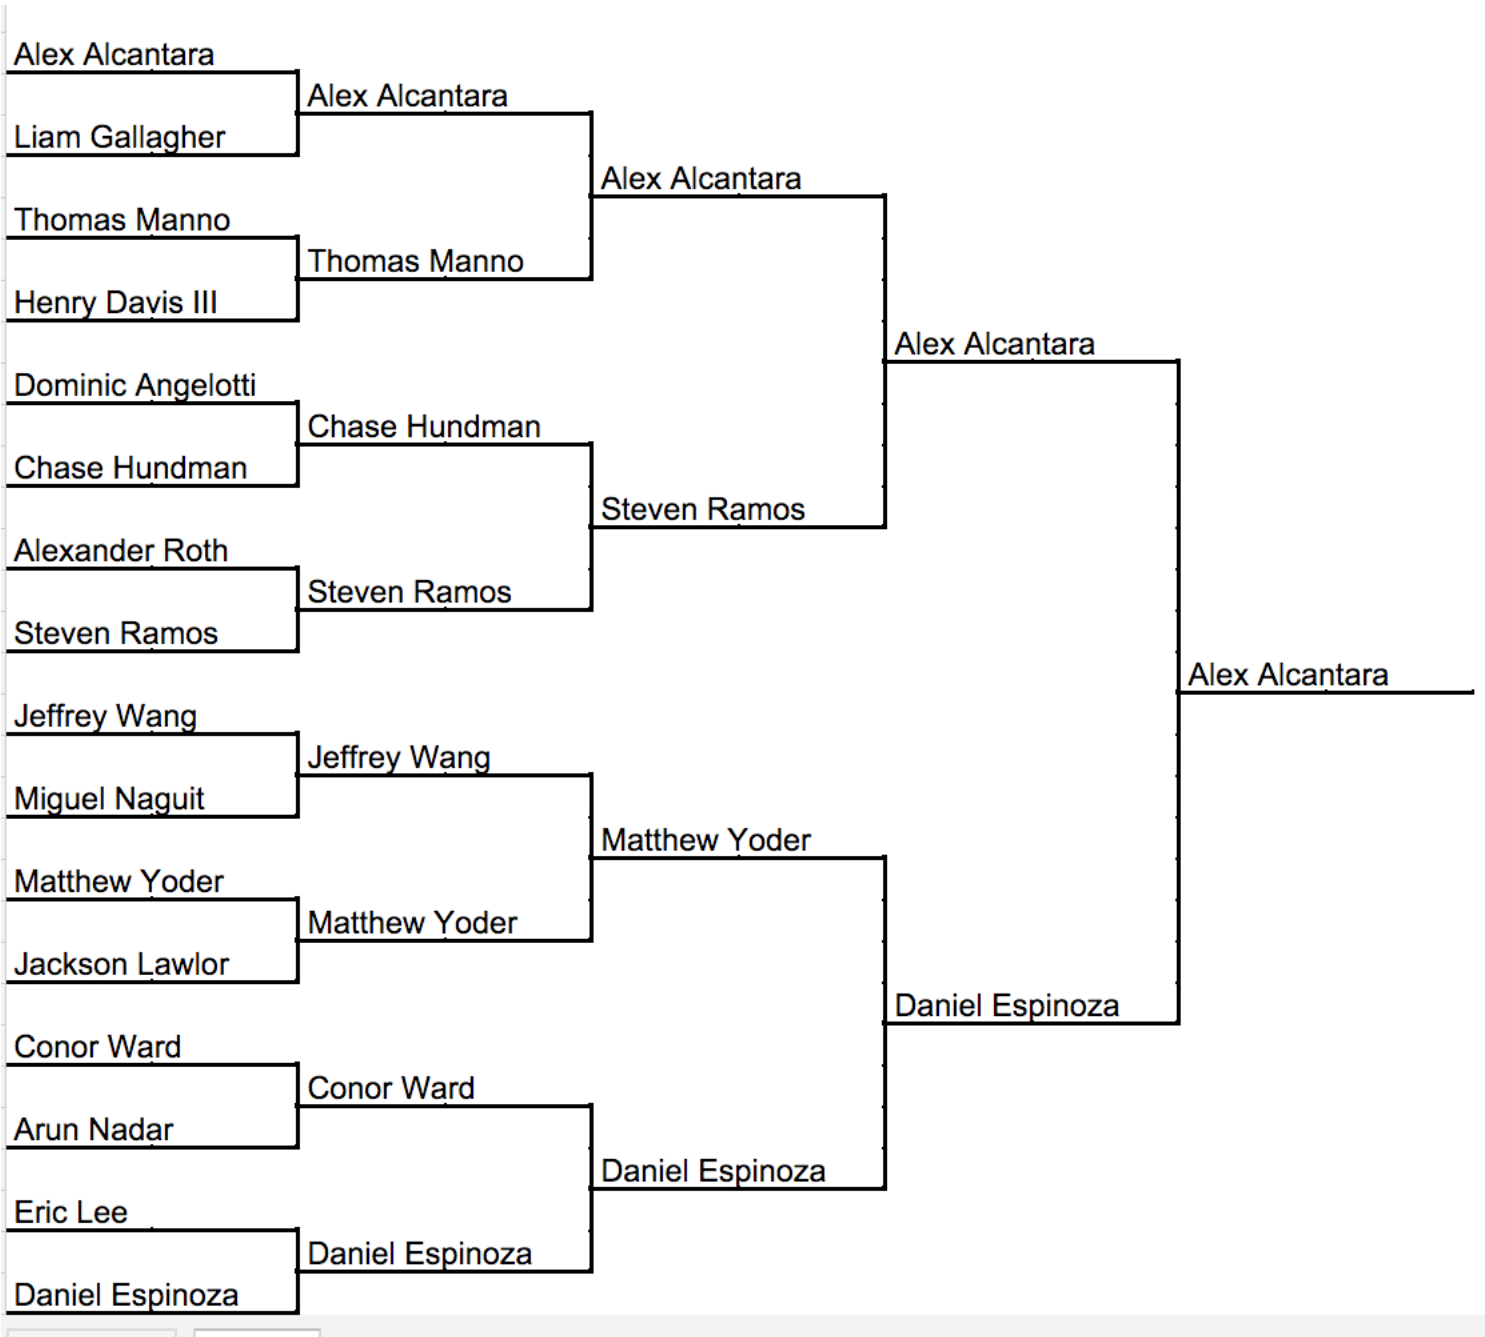 Alex Alcantara
Liam Gallagher
Thomas Manno
Henry Davis III
Dominic Angelotti
Chase Hundman
Alexander Roth
Steven Ramos
Jeffrey Wang
Miguel Naguit
Matthew Yoder
Jackson Lawlor
Conor Ward
Arun Nadar
Eric Lee
Daniel Espinoza
Alex Alcantara
Thomas Manno
Chase Hundman
Steven Ramos
Jeffrey Wang
Matthew Yoder
Conor Ward
Daniel Espinoza
Alex Alcantara
Steven Ramos
Matthew Yoder
Daniel Espinoza
Alex Alcantara
Daniel Espinoza
Alex Alcantara